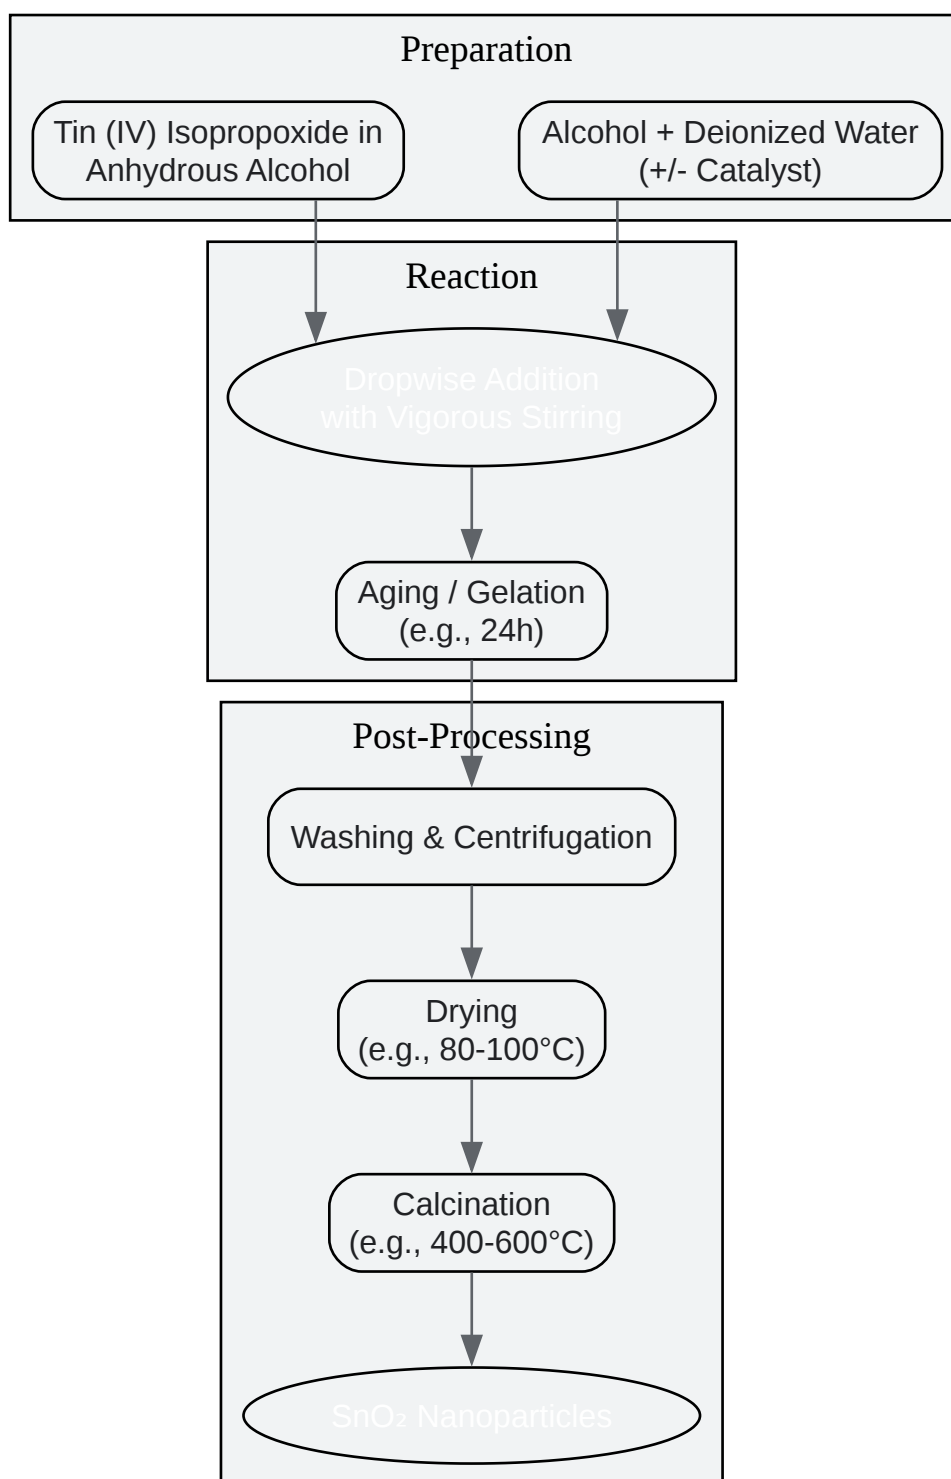 Preparation
Tin (IV) Isopropoxide in
Anhydrous Alcohol
Alcohol + Deionized Water
(+/- Catalyst)
Reaction
Dropwise Addition
with Vigorous Stirring
Aging / Gelation
(e.g., 24h)
Post-Processing
Washing & Centrifugation
Drying
(e.g., 80-100°C)
Calcination
(e.g., 400-600°C)
SnO₂ Nanoparticles